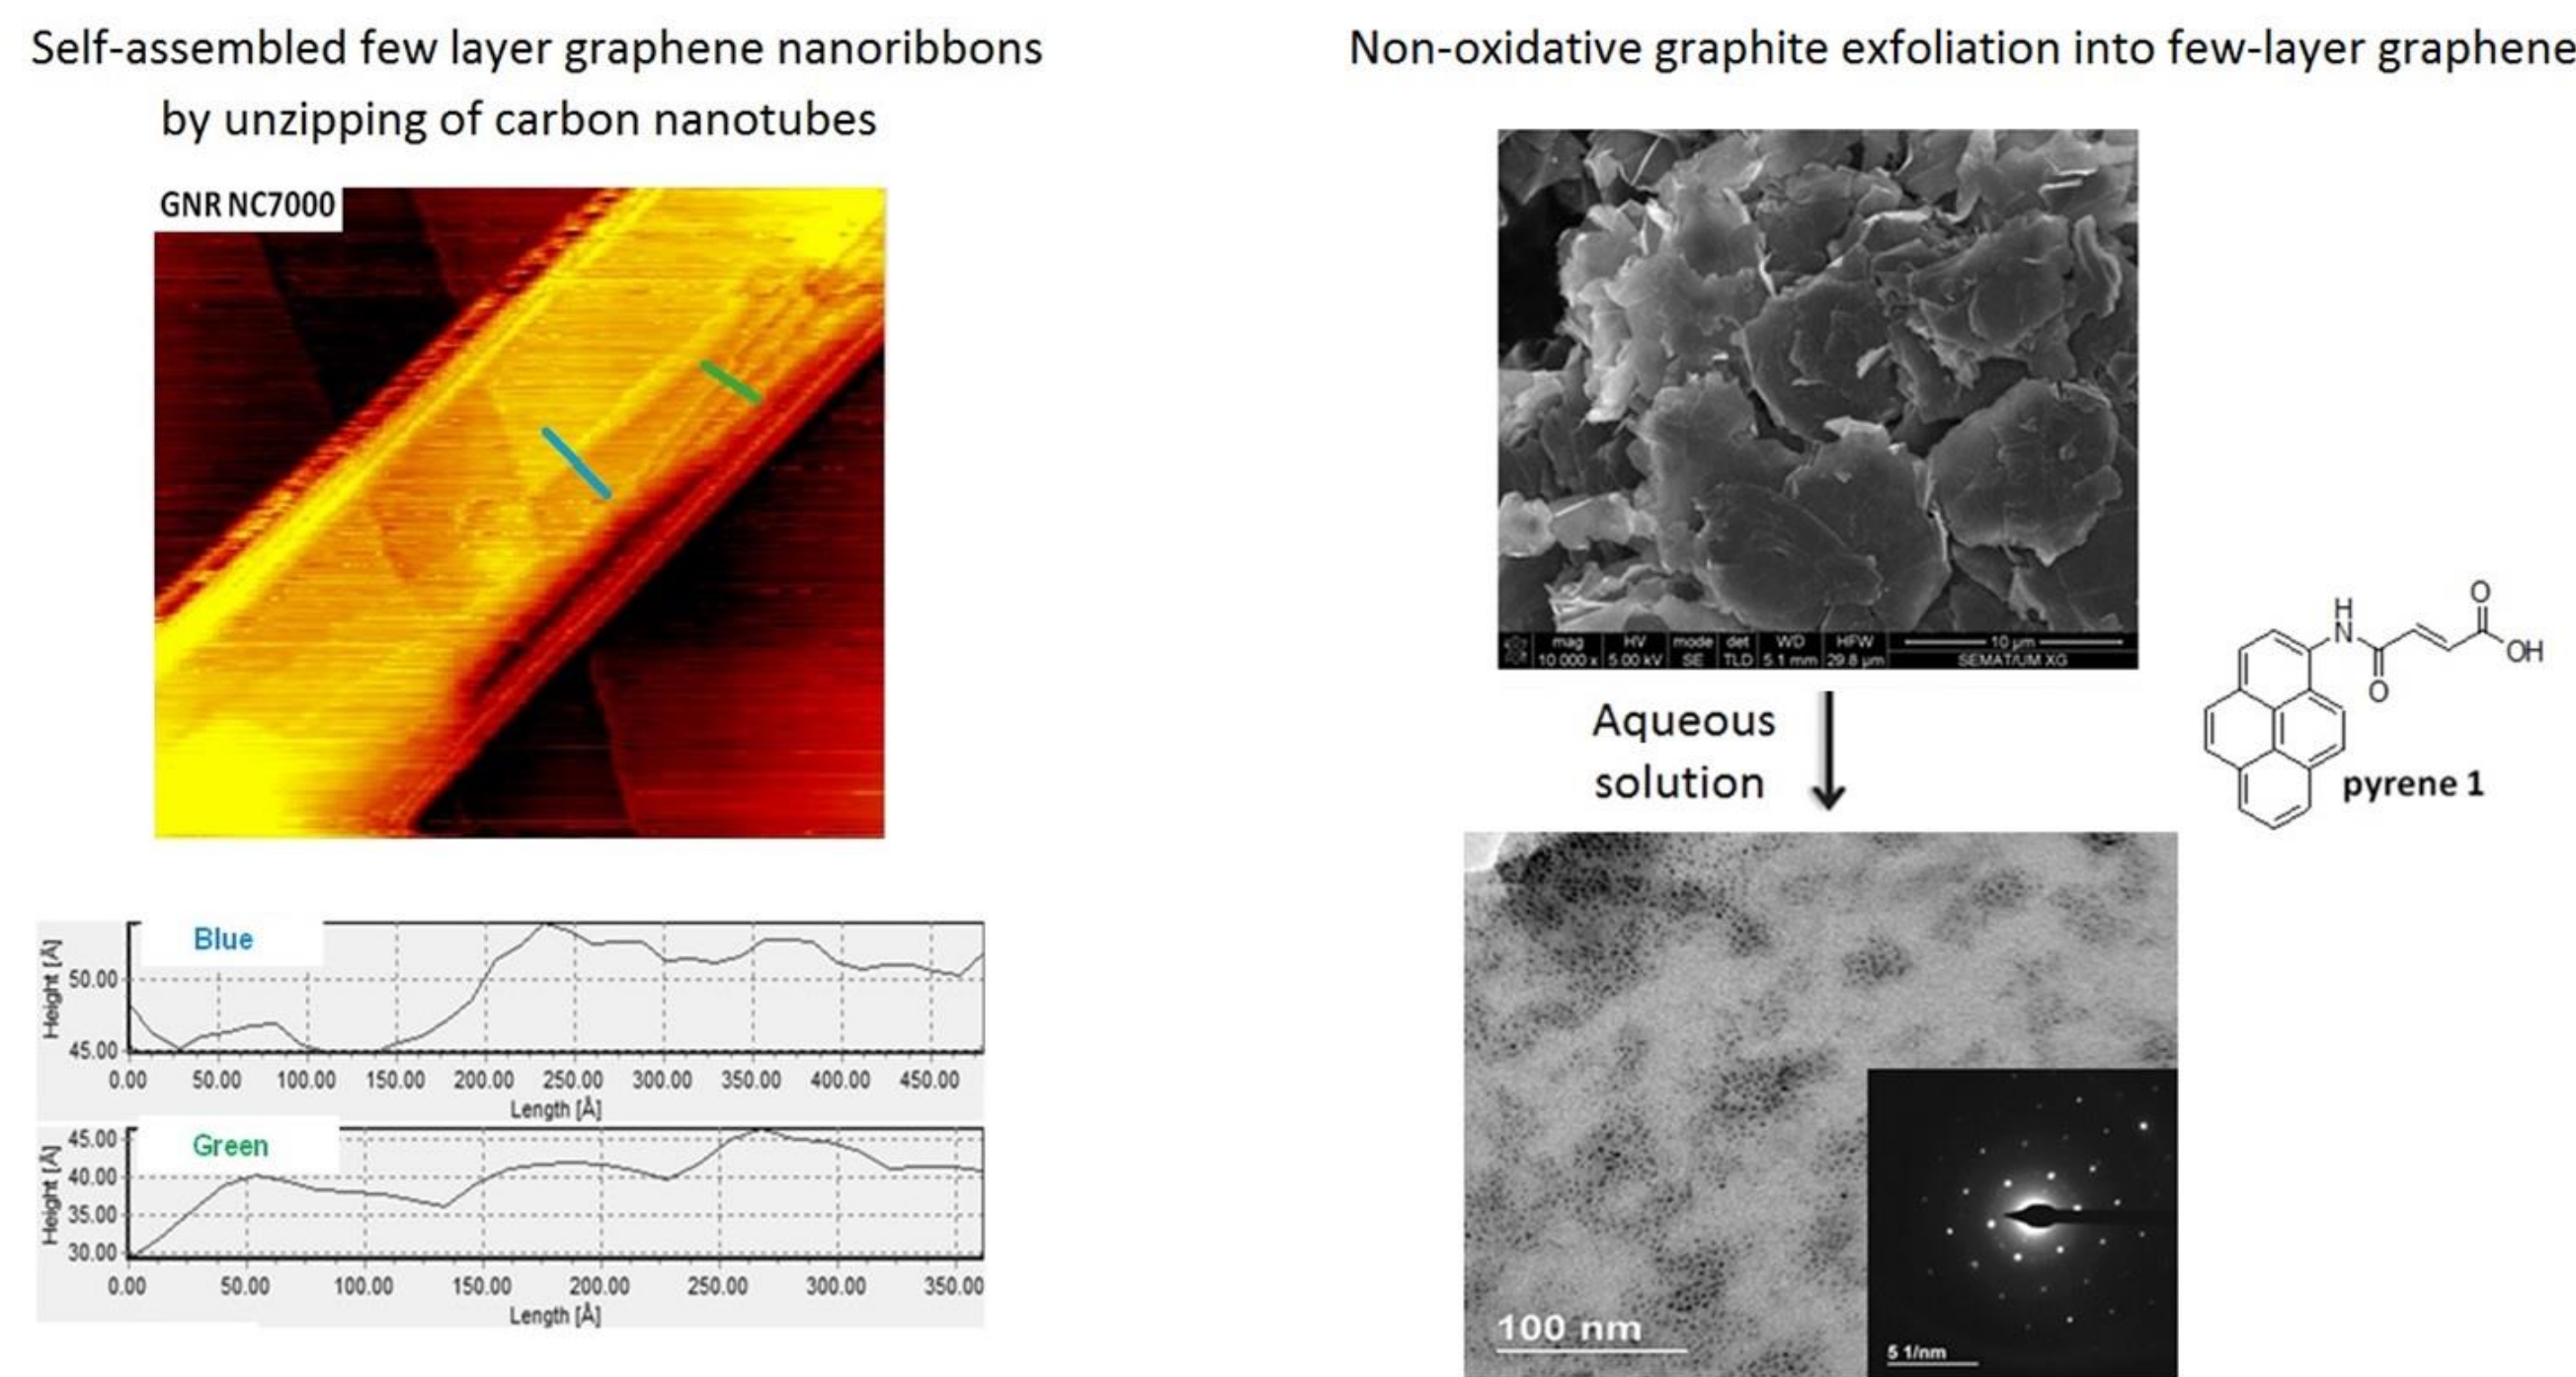 Self-assembled few layer graphene nanoribbons
by unzipping of carbon nanotubes
GNR NC7000
Blue
Height [Å]
50.00
45.00
0.00 50.00 100.00 150.00 200.00 250.00 300.00 350.00 400.00 450.00
Length [Å]
Green
Height [Å]
45.00
40.00
35.00
30.00
0.00 50.00 100.00 150.00 200.00 250.00 300.00 350.00
Length [Å]
Non-oxidative graphite exfoliation into few-layer graphene
mag HV mode det WD HFW 10 µm
10 000 x 5.00 kV SE TLD 5.1 mm 29.8 µm SEMAT/UM XG
Aqueous
solution
H
N
O
O
OH
pyrene 1
100 nm
5 1/nm